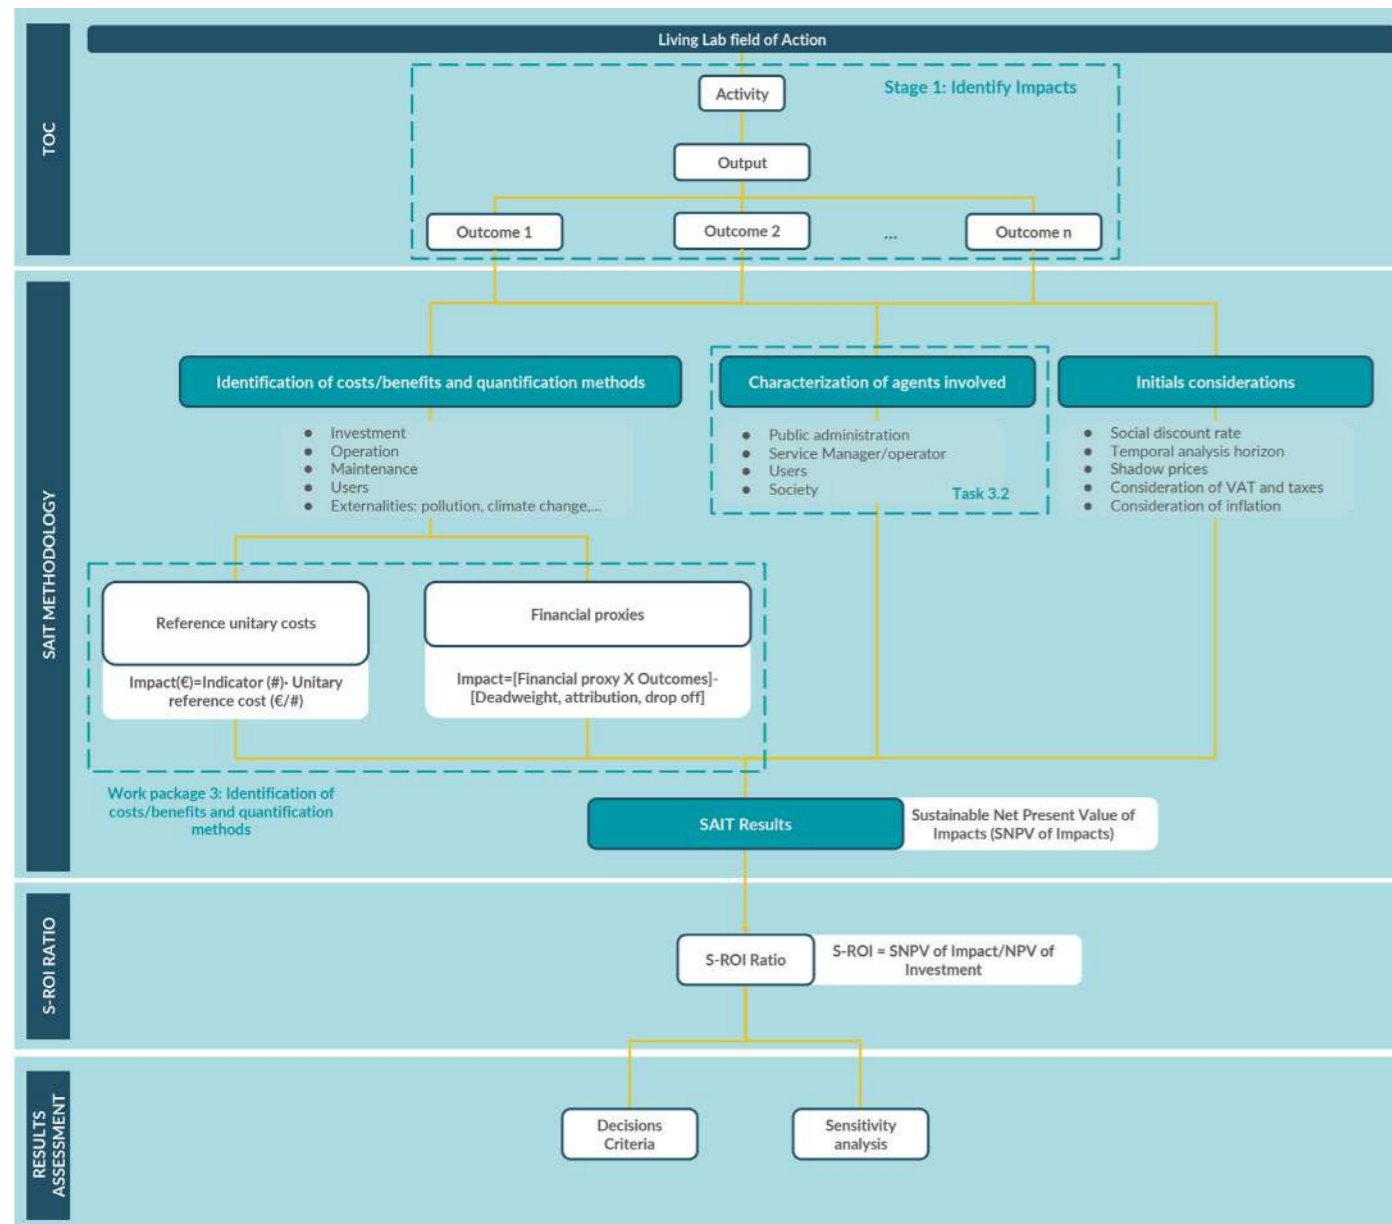 TOC
Living Lab field of Action
Stage 1: Identify Impacts
Activity
Output
Outcome 1
Outcome 2
...
Outcome n
SAIT METHODOLOGY
Identification of costs/benefits and quantification methods
● Investment
● Operation
● Maintenance
● Users
● Externalities: pollution, climate change,...
Characterization of agents involved
● Public administration
● Service Manager/operator
● Users
● Society
Task 3.2
Initials considerations
● Social discount rate
● Temporal analysis horizon
● Shadow prices
● Consideration of VAT and taxes
● Consideration of inflation
Reference unitary costs
Impact(€)=Indicator (#)· Unitary
reference cost (€/#)
Financial proxies
Impact=[Financial proxy X Outcomes]-
[Deadweight, attribution, drop off]
Work package 3: Identification of
costs/benefits and quantification
methods
SAIT Results
Sustainable Net Present Value of
Impacts (SNPV of Impacts)
S-ROI RATIO
S-ROI Ratio
S-ROI = SNPV of Impact/NPV of
Investment
RESULTS
ASSESSMENT
Decisions
Criteria
Sensitivity
analysis